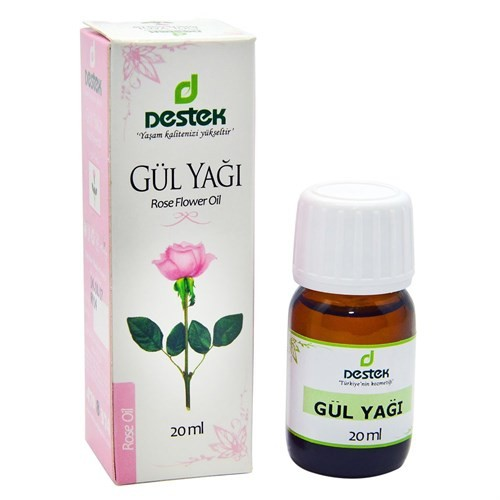 DESTEK
"Yaşam kalitenizi yükseltir"
GÜL YAĞI
Rose Flower Oil
20 ml
Rose Oil
DESTEK
"Türkiye'nin kozmetiği"
GÜL YAĞI
20 ml